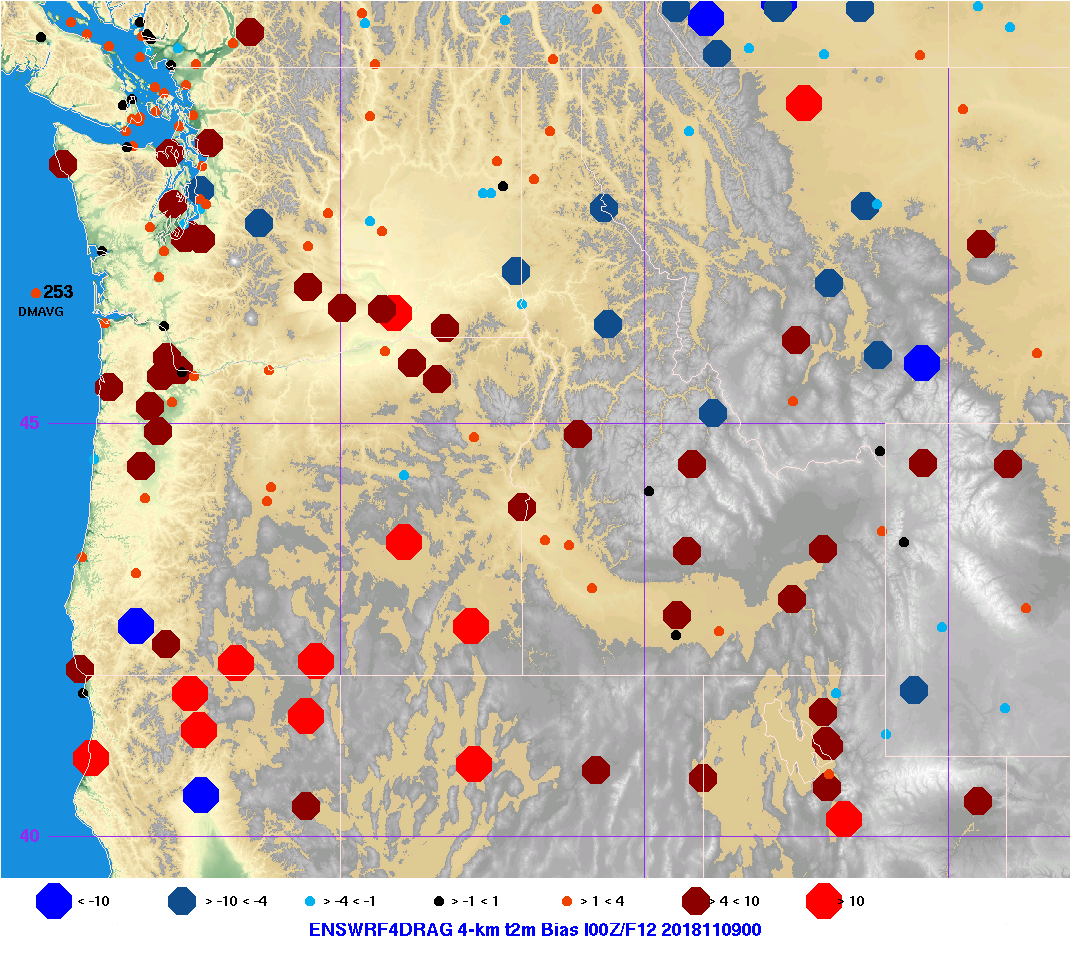 253
DMAVG
45
40
< -10
> -10 < -4
> -4 < -1
> -1 < 1
> 1 < 4
> 4 < 10
> 10
ENSWRF4DRAG 4-km t2m Bias I00Z/F12 2018110900